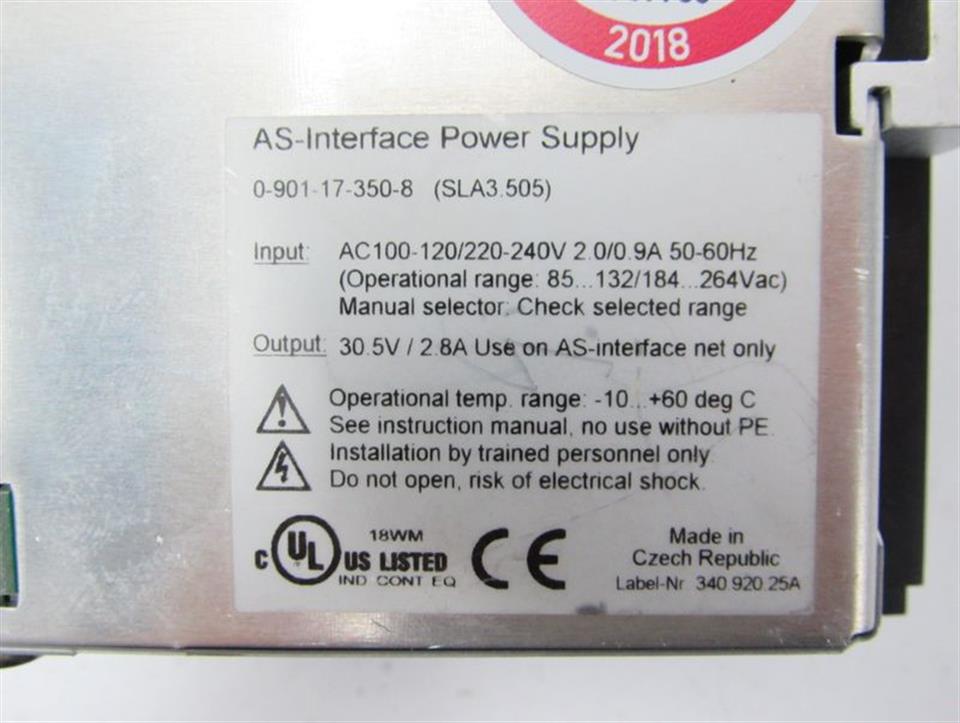 2018
AS-Interface Power Supply
0-901-17-350-8 (SLA3.505)
Input: AC100-120/220-240V 2.0/0.9A 50-60Hz
(Operational range: 85...132/184...264Vac)
Manual selector: Check selected range
Output: 30.5V / 2.8A Use on AS-interface net only
Operational temp. range: -10...+60 deg C
See instruction manual, no use without PE.
Installation by trained personnel only
Do not open, risk of electrical shock.
18WM
C UL US LISTED
IND CONT EQ
CE
Made in
Czech Republic
Label-Nr 340.920.25A